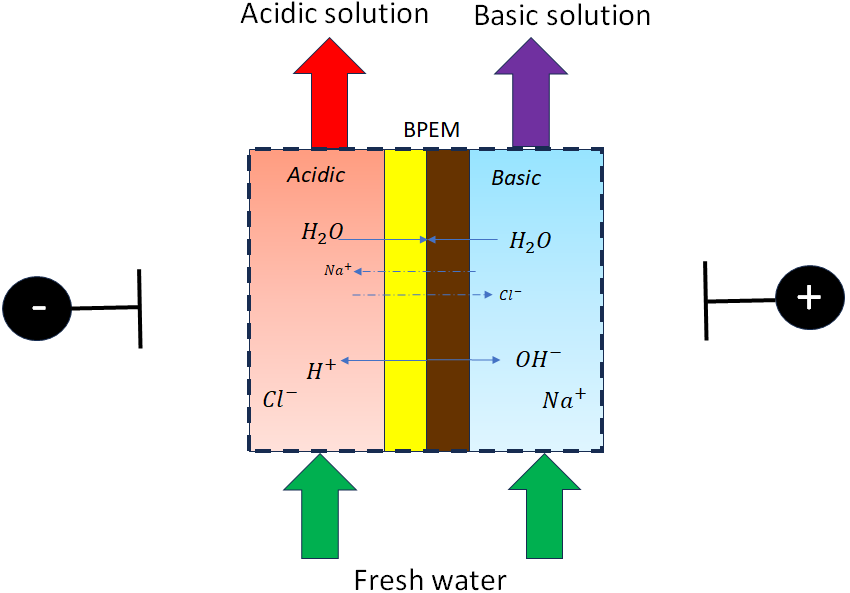 Acidic solution
Basic solution
BPEM
Acidic
Basic
H₂O
H₂O
Na⁺
Cl⁻
H⁺
OH⁻
Cl⁻
Na⁺
-
+
Fresh water